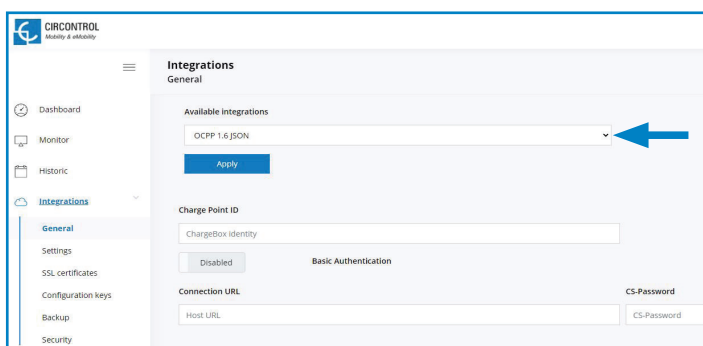 CIRCONTROL
Mobility & eMobility
Integrations
General
Dashboard
Monitor
Historic
Integrations
General
Settings
SSL certificates
Configuration keys
Backup
Security
Available integrations
OCPP 1.6 JSON
Apply
Charge Point ID
ChargeBox identity
Disabled Basic Authentication
Connection URL CS-Password
Host URL CS-Password